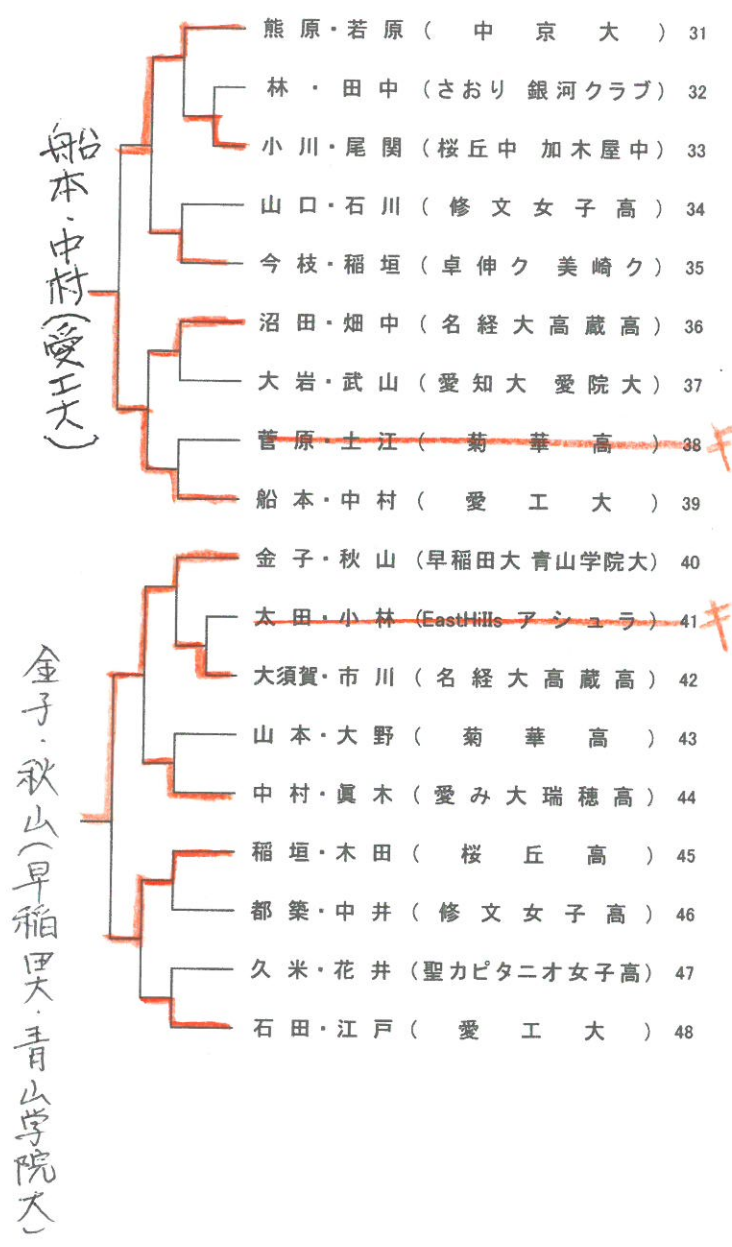 熊原・若原 (中京大) 31
林・田中 (さおり 銀河クラブ) 32
小川・尾関 (桜丘中 加木屋中) 33
山口・石川 (修文女子高) 34
今枝・稲垣 (卓伸ク 美崎ク) 35
沼田・畑中 (名経大高蔵高) 36
大岩・武山 (愛知大 愛院大) 37
菅原・土江 (菊華高) 38 キ
船本・中村 (愛工大) 39
船本・中村(愛工大)
金子・秋山 (早稲田大 青山学院大) 40
太田・小林 (EastHills アシュラ) 41 キ
大須賀・市川 (名経大高蔵高) 42
山本・大野 (菊華高) 43
中村・眞木 (愛み大瑞穂高) 44
稲垣・木田 (桜丘高) 45
都築・中井 (修文女子高) 46
久米・花井 (聖カピタニオ女子高) 47
石田・江戸 (愛工大) 48
金子・秋山(早稲田大・青山学院大)